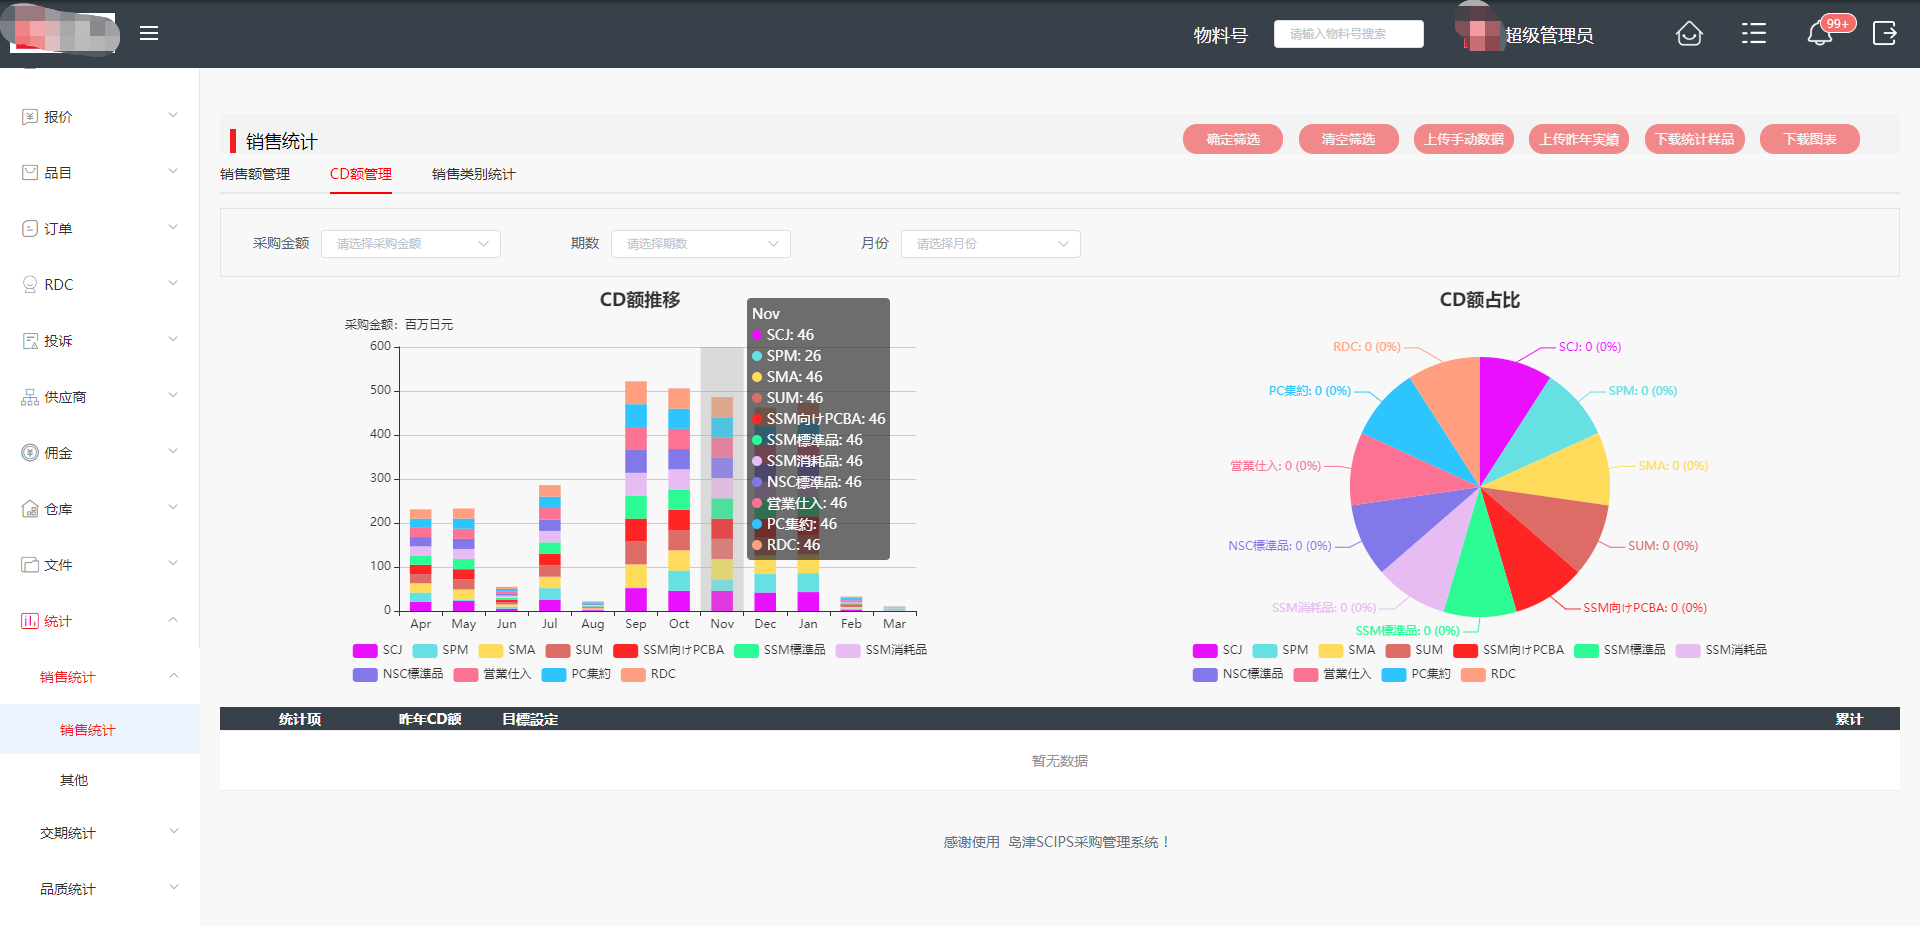 物料号
请输入物料号搜索
超级管理员
99+
报价
品目
订单
RDC
投诉
供应商
佣金
仓库
文件
统计
销售统计
销售统计
其他
交期统计
品质统计
销售统计
确定筛选
清空筛选
上传手动数据
上传昨年実績
下载统计样品
下载图表
销售额管理
CD额管理
销售类别统计
采购金额
请选择采购金额
期数
请选择期数
月份
请选择月份
CD额推移
采购金额：百万日元
600
500
400
300
200
100
0
Apr May Jun Jul Aug Sep Oct Nov Dec Jan Feb Mar
Nov
SCJ: 46
SPM: 26
SMA: 46
SUM: 46
SSM向けPCBA: 46
SSM標準品: 46
SSM消耗品: 46
NSC標準品: 46
営業仕入: 46
PC集約: 46
RDC: 46
SCJ SPM SMA SUM SSM向けPCBA SSM標準品 SSM消耗品
NSC標準品 営業仕入 PC集約 RDC
CD额占比
RDC: 0 (0%)
SCJ: 0 (0%)
PC集約: 0 (0%)
SPM: 0 (0%)
営業仕入: 0 (0%)
SMA: 0 (0%)
NSC標準品: 0 (0%)
SUM: 0 (0%)
SSM消耗品: 0 (0%)
SSM向けPCBA: 0 (0%)
SSM標準品: 0 (0%)
SCJ SPM SMA SUM SSM向けPCBA SSM標準品 SSM消耗品
NSC標準品 営業仕入 PC集約 RDC
统计项 昨年CD额 目標設定 累计
暂无数据
感谢使用 岛津SCIPS采购管理系统！